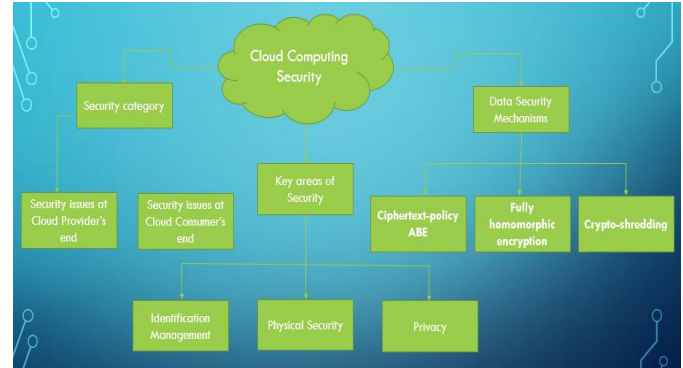 Cloud Computing
Security
Security category
Data Security
Mechanisms
Key areas of
Security
Security issues at
Cloud Provider's
end
Security issues at
Cloud Consumer's
end
Ciphertext-policy
ABE
Fully
homomorphic
encryption
Crypto-shredding
Identification
Management
Physical Security
Privacy